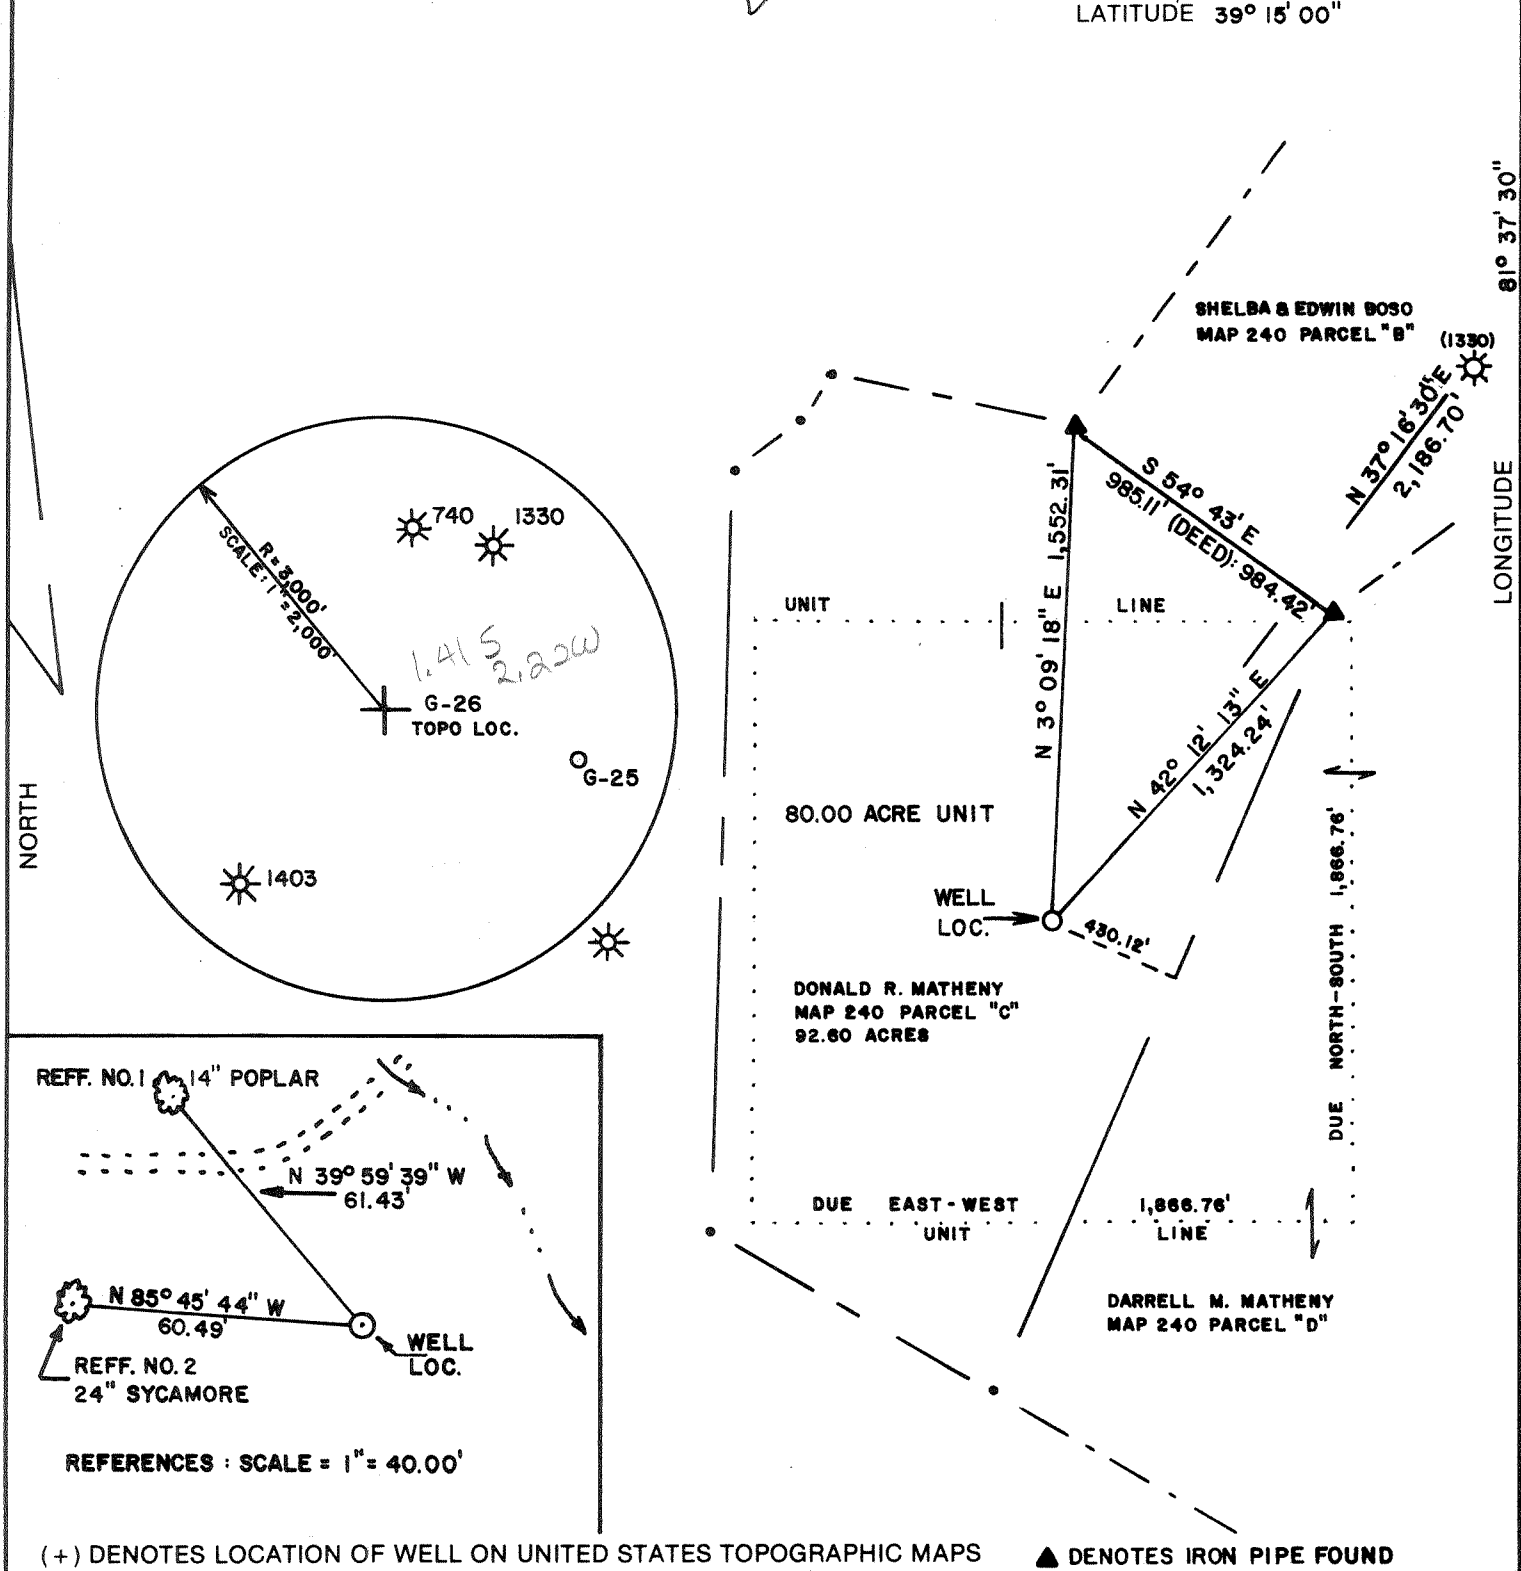 LATITUDE 39° 15' 00"
81° 37' 30"
LONGITUDE
NORTH
SHELBA & EDWIN BOSO
MAP 240 PARCEL "B"
(1330)
N 37° 16' 30" E
2,186.70'
S 54° 43' E
985.11' (DEED): 984.42'
N 3° 09' 18" E 1,552.31'
740
1330
R = 3,000'
SCALE: 1" = 2,000'
1.41 S
2.22W
G-26
TOPO LOC.
G-25
1403
UNIT LINE
N 42° 12' 13" E
1,324.24'
80.00 ACRE UNIT
DUE NORTH-SOUTH 1,866.76'
WELL
LOC.
430.12'
DONALD R. MATHENY
MAP 240 PARCEL "C"
92.60 ACRES
DUE EAST-WEST 1,866.76'
UNIT LINE
DARRELL M. MATHENY
MAP 240 PARCEL "D"
REFF. NO. 1 14" POPLAR
N 39° 59' 39" W
61.43'
N 85° 45' 44" W
60.49'
WELL
LOC.
REFF. NO. 2
24" SYCAMORE
REFERENCES : SCALE = 1" = 40.00'
(+) DENOTES LOCATION OF WELL ON UNITED STATES TOPOGRAPHIC MAPS
▲ DENOTES IRON PIPE FOUND